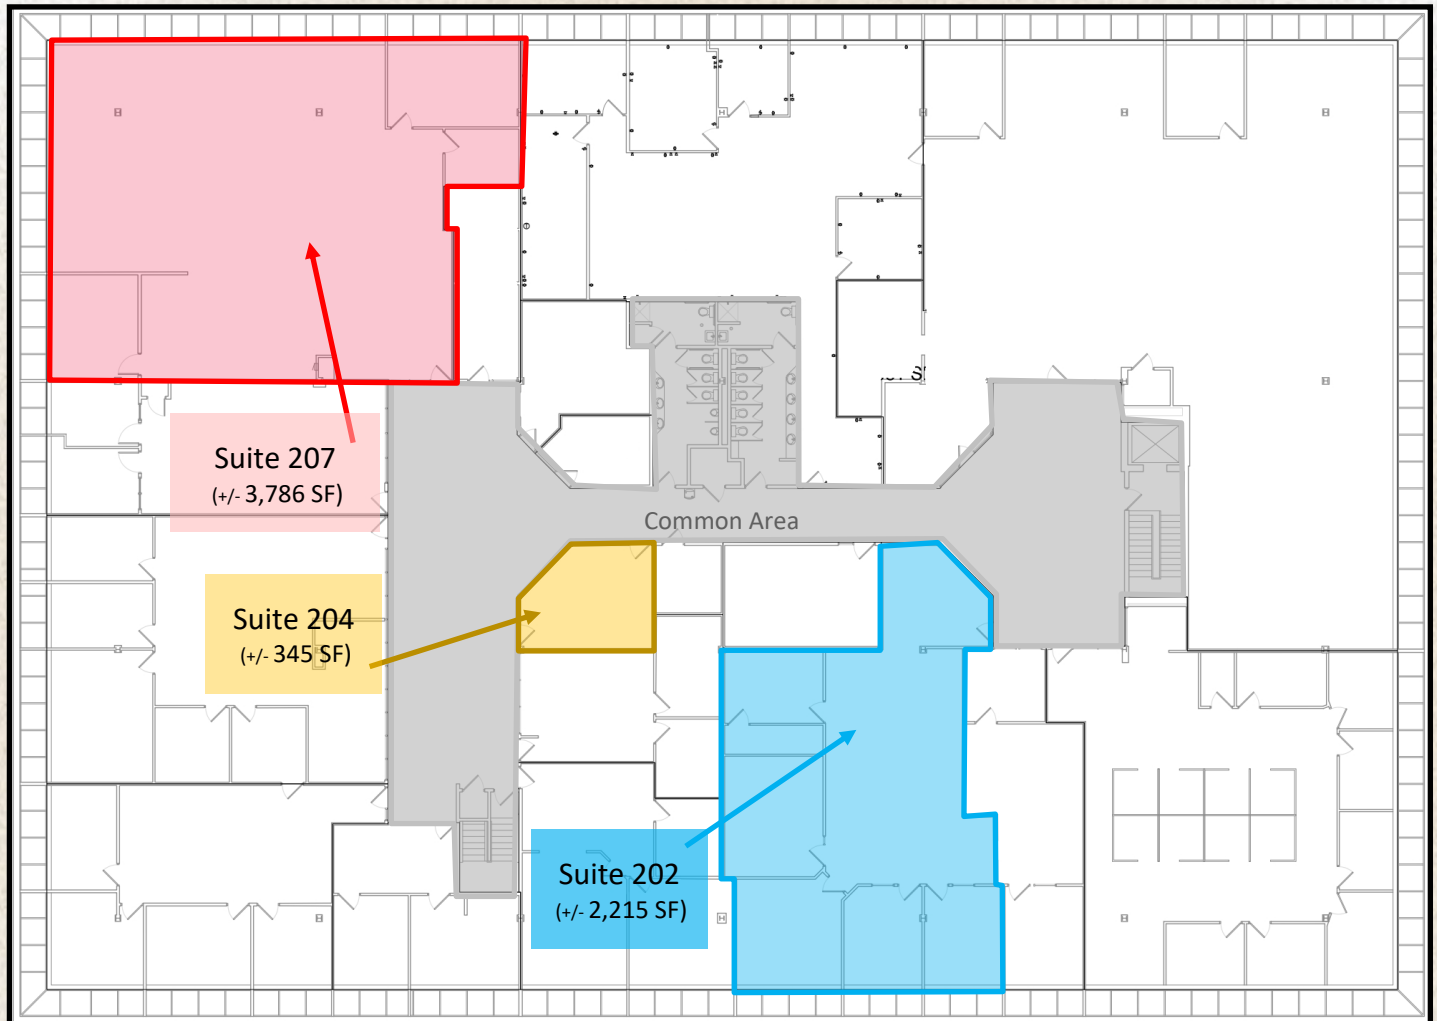 Suite 207
(+/- 3,786 SF)
Common Area
Suite 204
(+/- 345 SF)
Suite 202
(+/- 2,215 SF)